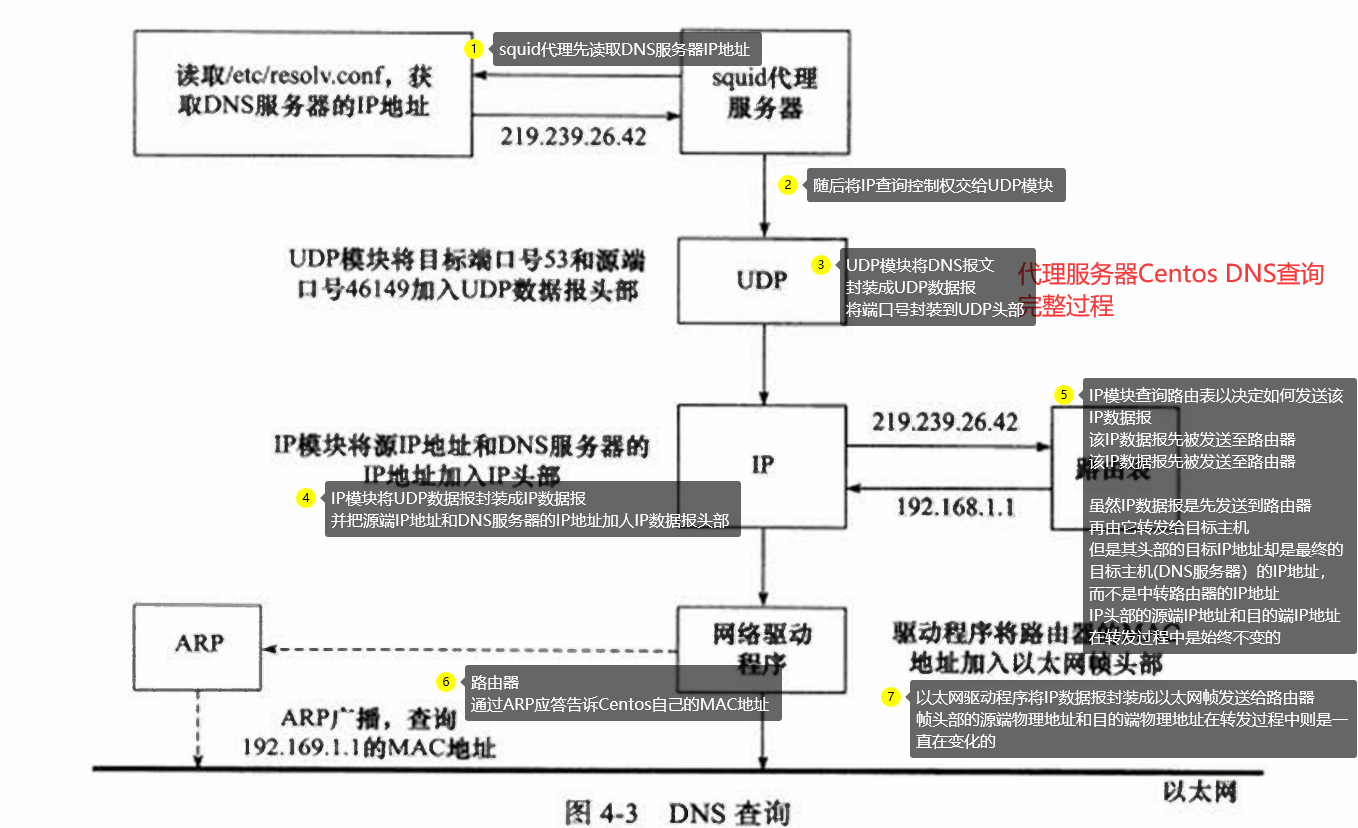 读取/etc/resolv.conf，获
取DNS服务器的IP地址
1
squid代理先读取DNS服务器IP地址
squid代理
服务器
219.239.26.42
2
随后将IP查询控制权交给UDP模块
UDP模块将目标端口号53和源端
口号46149加入UDP数据报头部
UDP
3
UDP模块将DNS报文
封装成UDP数据报
将端口号封装到UDP头部
代理服务器Centos DNS查询
完整过程
IP模块将源IP地址和DNS服务器的
IP地址加入IP头部
4
IP模块将UDP数据报封装成IP数据报
并把源端IP地址和DNS服务器的IP地址加人IP数据报头部
IP
219.239.26.42
192.168.1.1
路由表
5
IP模块查询路由表以决定如何发送该
IP数据报
该IP数据报先被发送至路由器
该IP数据报先被发送至路由器
虽然IP数据报是先发送到路由器
再由它转发给目标主机
但是其头部的目标IP地址却是最终的
目标主机(DNS服务器）的IP地址，
而不是中转路由器的IP地址
IP头部的源端IP地址和目的端IP地址
在转发过程中是始终不变的
ARP
网络驱动
程序
驱动程序将路由器的MAC
地址加入以太网帧头部
6
路由器
通过ARP应答告诉Centos自己的MAC地址
7
以太网驱动程序将IP数据报封装成以太网帧发送给路由器
帧头部的源端物理地址和目的端物理地址在转发过程中则是一
直在变化的
ARP广播，查询
192.169.1.1的MAC地址
以太网
图 4-3 DNS 查询